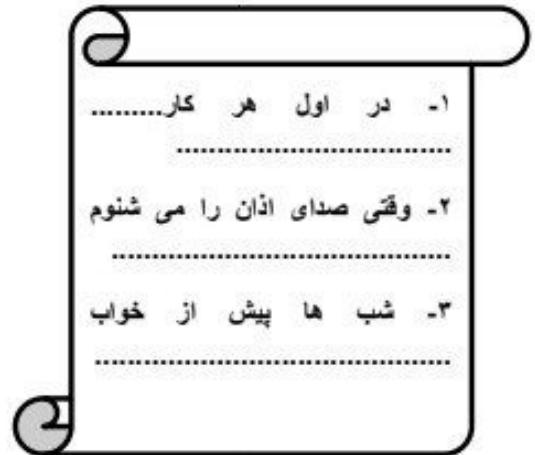 ۱- در اول هر کار.........
................................
۲- وقتی صدای اذان را می شنوم
.......................................
۳- شب ها پیش از خواب
.........................................